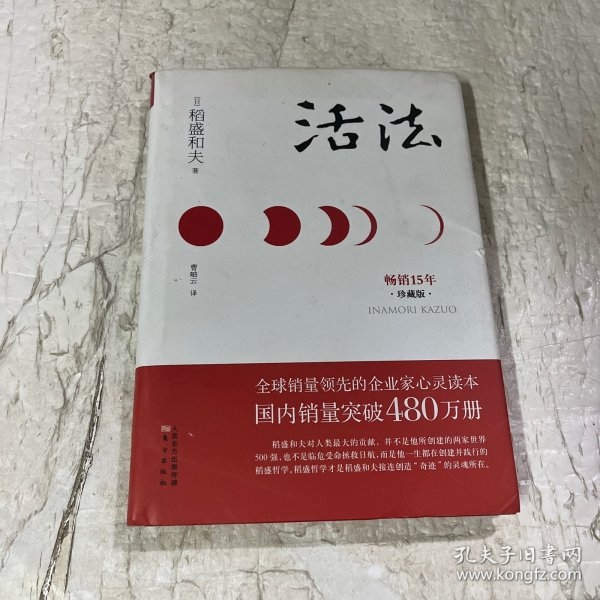 活法
[日]稻盛和夫 著
曹岫云 译
畅销15年
·珍藏版·
INAMORI KAZUO
全球销量领先的企业家心灵读本
国内销量突破480万册
稻盛和夫对人类最大的贡献，并不是他所创建的两家世界
500强，也不是临危受命拯救日航，而是他一生都在创建并践行的
稻盛哲学。稻盛哲学才是稻盛和夫接连创造“奇迹”的灵魂所在。
人民东方出版传媒
东方出版社
孔夫子旧书网
www.kongfz.com